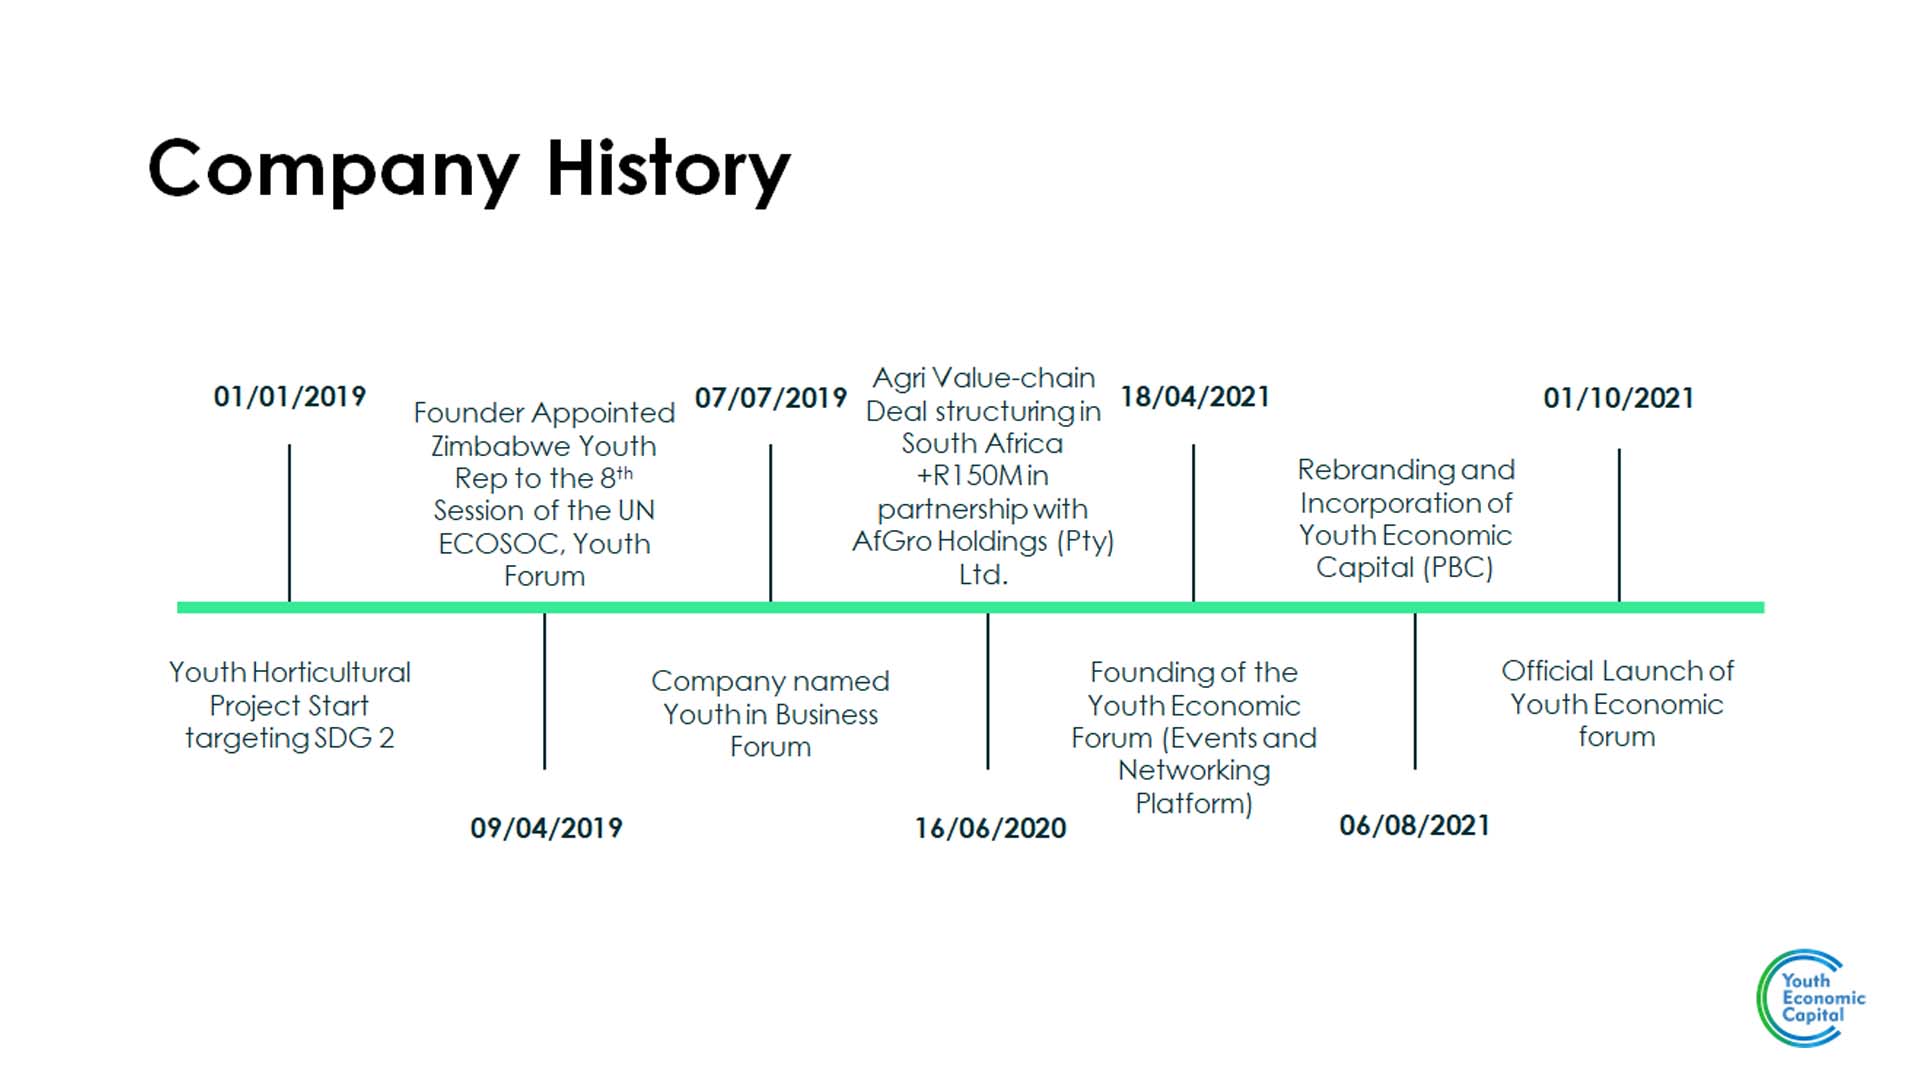 Company History
01/01/2019
Youth Horticultural
Project Start
targeting SDG 2
Founder Appointed
Zimbabwe Youth
Rep to the 8th
Session of the UN
ECOSOC, Youth
Forum
09/04/2019
07/07/2019
Company named
Youth in Business
Forum
Agri Value-chain
Deal structuring in
South Africa
+R150M in
partnership with
AfGro Holdings (Pty)
Ltd.
16/06/2020
18/04/2021
Founding of the
Youth Economic
Forum (Events and
Networking
Platform)
Rebranding and
Incorporation of
Youth Economic
Capital (PBC)
06/08/2021
01/10/2021
Official Launch of
Youth Economic
forum
Youth
Economic
Capital